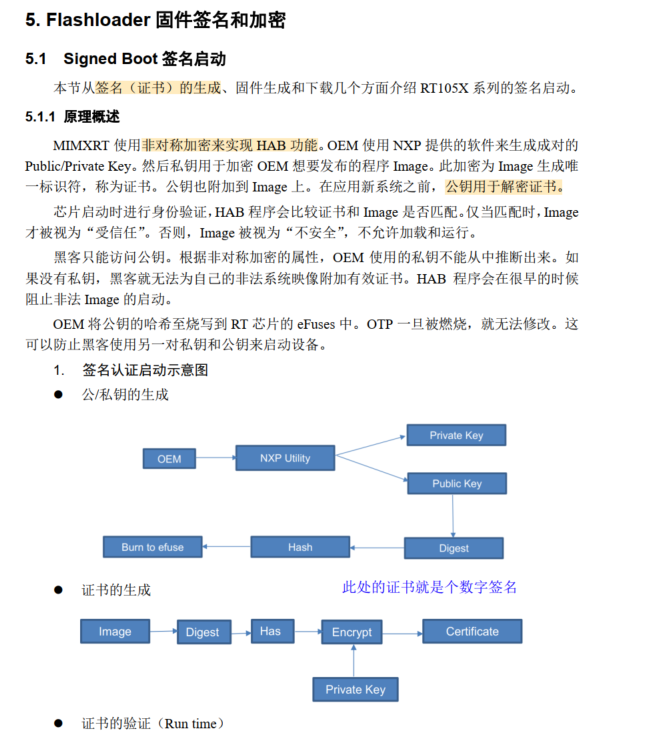 5. Flashloader 固件签名和加密
5.1 Signed Boot 签名启动
本节从签名（证书）的生成、固件生成和下载几个方面介绍 RT105X 系列的签名启动。
5.1.1 原理概述
MIMXRT 使用非对称加密来实现 HAB 功能。OEM 使用 NXP 提供的软件来生成成对的
Public/Private Key。然后私钥用于加密 OEM 想要发布的程序 Image。此加密为 Image 生成唯
一标识符，称为证书。公钥也附加到 Image 上。在应用新系统之前，公钥用于解密证书。
芯片启动时进行身份验证，HAB 程序会比较证书和 Image 是否匹配。仅当匹配时，Image
才被视为“受信任”。否则，Image 被视为“不安全”，不允许加载和运行。
黑客只能访问公钥。根据非对称加密的属性，OEM 使用的私钥不能从中推断出来。如
果没有私钥，黑客就无法为自己的非法系统映像附加有效证书。HAB 程序会在很早的时候
阻止非法 Image 的启动。
OEM 将公钥的哈希至烧写到 RT 芯片的 eFuses 中。OTP 一旦被燃烧，就无法修改。这
可以防止黑客使用另一对私钥和公钥来启动设备。
1. 签名认证启动示意图
● 公/私钥的生成
Private Key
OEM NXP Utility
Public Key
Burn to efuse Hash Digest
● 证书的生成 此处的证书就是个数字签名
Image Digest Has Encrypt Certificate
Private Key
● 证书的验证（Run time）